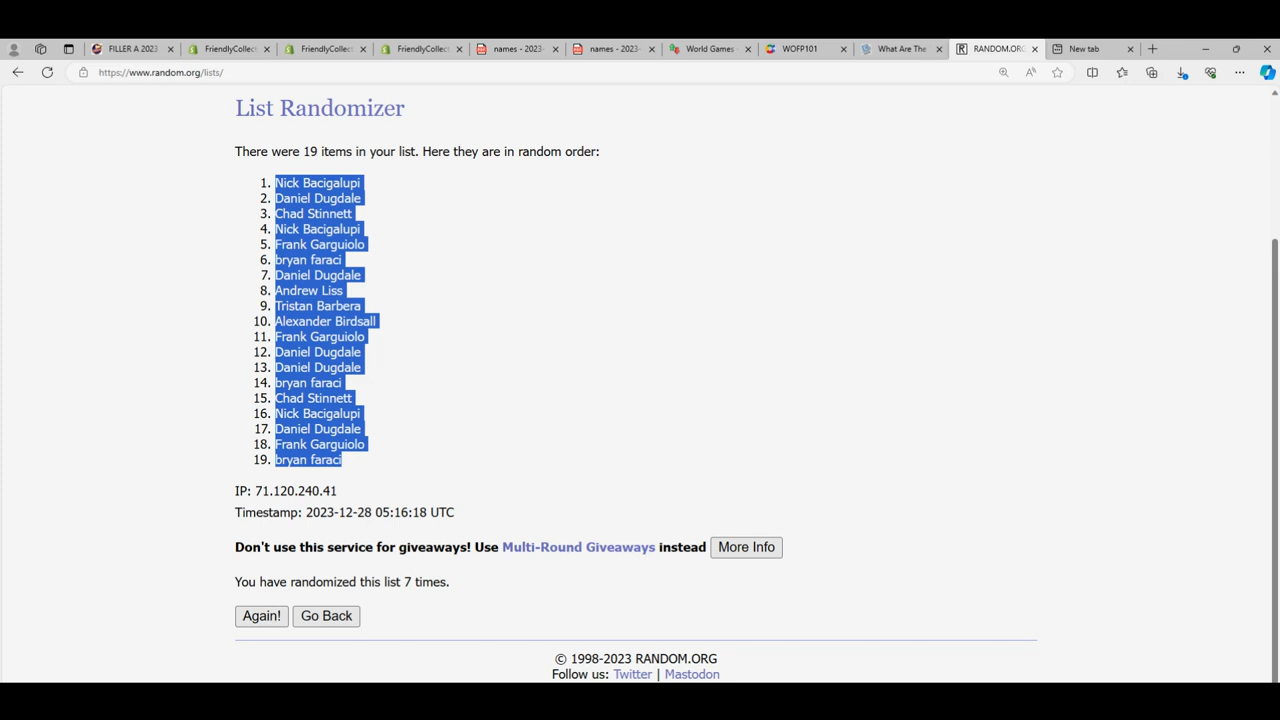 FILLER A 2023
FriendlyCollect
FriendlyCollect
FriendlyCollect
names - 2023-
names - 2023-
World Games -
WOFP101
What Are The
RANDOM.ORG
New tab
https://www.random.org/lists/
List Randomizer
There were 19 items in your list. Here they are in random order:
1. Nick Bacigalupi
2. Daniel Dugdale
3. Chad Stinnett
4. Nick Bacigalupi
5. Frank Garguiolo
6. bryan faraci
7. Daniel Dugdale
8. Andrew Liss
9. Tristan Barbera
10. Alexander Birdsall
11. Frank Garguiolo
12. Daniel Dugdale
13. Daniel Dugdale
14. bryan faraci
15. Chad Stinnett
16. Nick Bacigalupi
17. Daniel Dugdale
18. Frank Garguiolo
19. bryan faraci
IP: 71.120.240.41
Timestamp: 2023-12-28 05:16:18 UTC
Don't use this service for giveaways! Use Multi-Round Giveaways instead More Info
You have randomized this list 7 times.
Again! Go Back
© 1998-2023 RANDOM.ORG
Follow us: Twitter | Mastodon